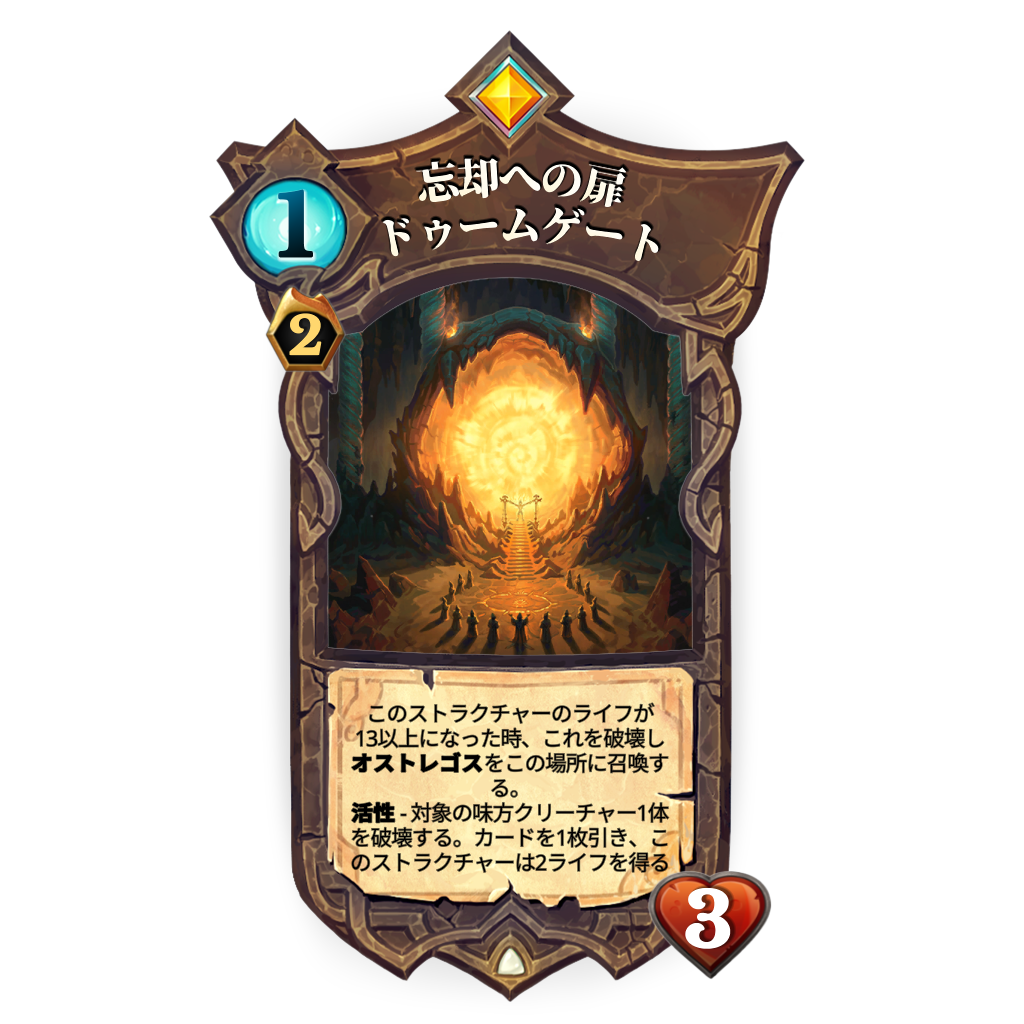 忘却への扉
ドゥームゲート
1
2
このストラクチャーのライフが
13以上になった時、これを破壊し
オストレゴスをこの場所に召喚す
る。
活性 - 対象の味方クリーチャー1体
を破壊する。カードを1枚引き、こ
のストラクチャーは2ライフを得る
3